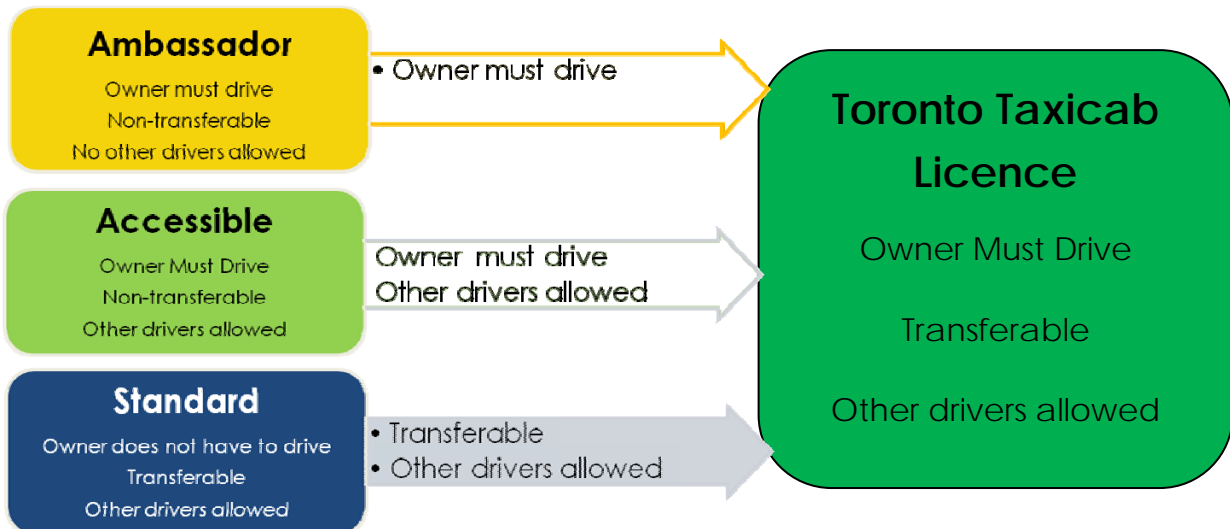 Ambassador
Owner must drive
Non-transferable
No other drivers allowed
• Owner must drive
Accessible
Owner Must Drive
Non-transferable
Other drivers allowed
Owner must drive
Other drivers allowed
Standard
Owner does not have to drive
Transferable
Other drivers allowed
• Transferable
• Other drivers allowed
Toronto Taxicab
Licence
Owner Must Drive
Transferable
Other drivers allowed